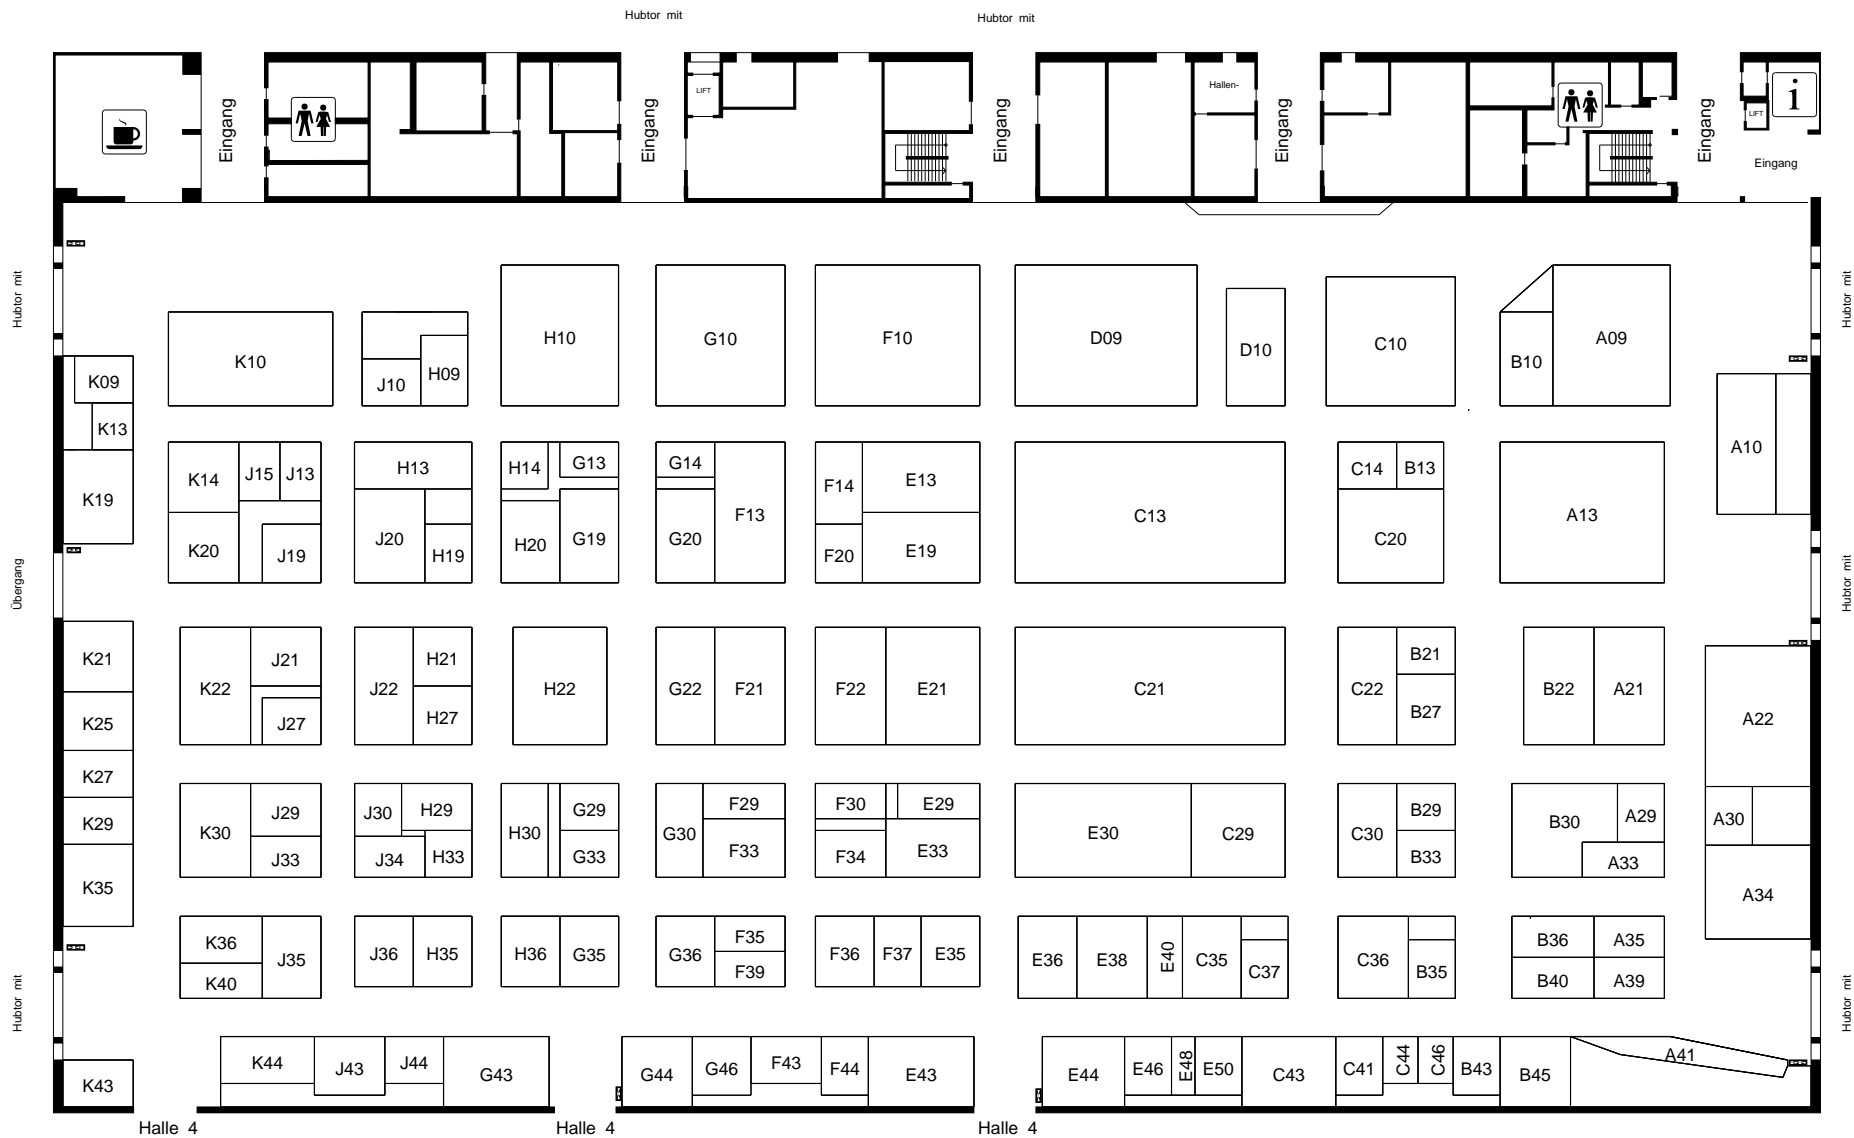 Hubtor mit
Hubtor mit
Eingang
Eingang
LIFT
Eingang
Hallen-
Eingang
Eingang
i
LIFT
Eingang
Hubtor mit
Hubtor mit
K10
J10
H09
H10
G10
F10
D09
D10
C10
B10
A09
K09
K13
K19
A10
K14
J15
J13
K20
J19
H13
J20
H19
H14
G13
H20
G19
G14
G20
F13
F14
E13
F20
E19
C13
C14
B13
C20
A13
Übergang
Hubtor mit
K21
K25
K27
K29
K35
K22
J21
J27
J22
H21
H27
H22
G22
F21
F22
E21
C21
C22
B21
B27
B22
A21
A22
A30
A34
K30
J29
J33
J30
H29
J34
H33
H30
G29
G33
G30
F29
F33
F30
E29
F34
E33
E30
C29
C30
B29
B33
B30
A29
A33
K36
K40
J35
J36
H35
H36
G35
G36
F35
F39
F36
F37
E35
E36
E38
E40
C35
C37
C36
B35
B36
A35
B40
A39
Hubtor mit
Hubtor mit
K43
K44
J43
J44
G43
G44
G46
F43
F44
E43
E44
E46
E48
E50
C43
C41
C44
C46
B43
B45
A41
Halle 4
Halle 4
Halle 4